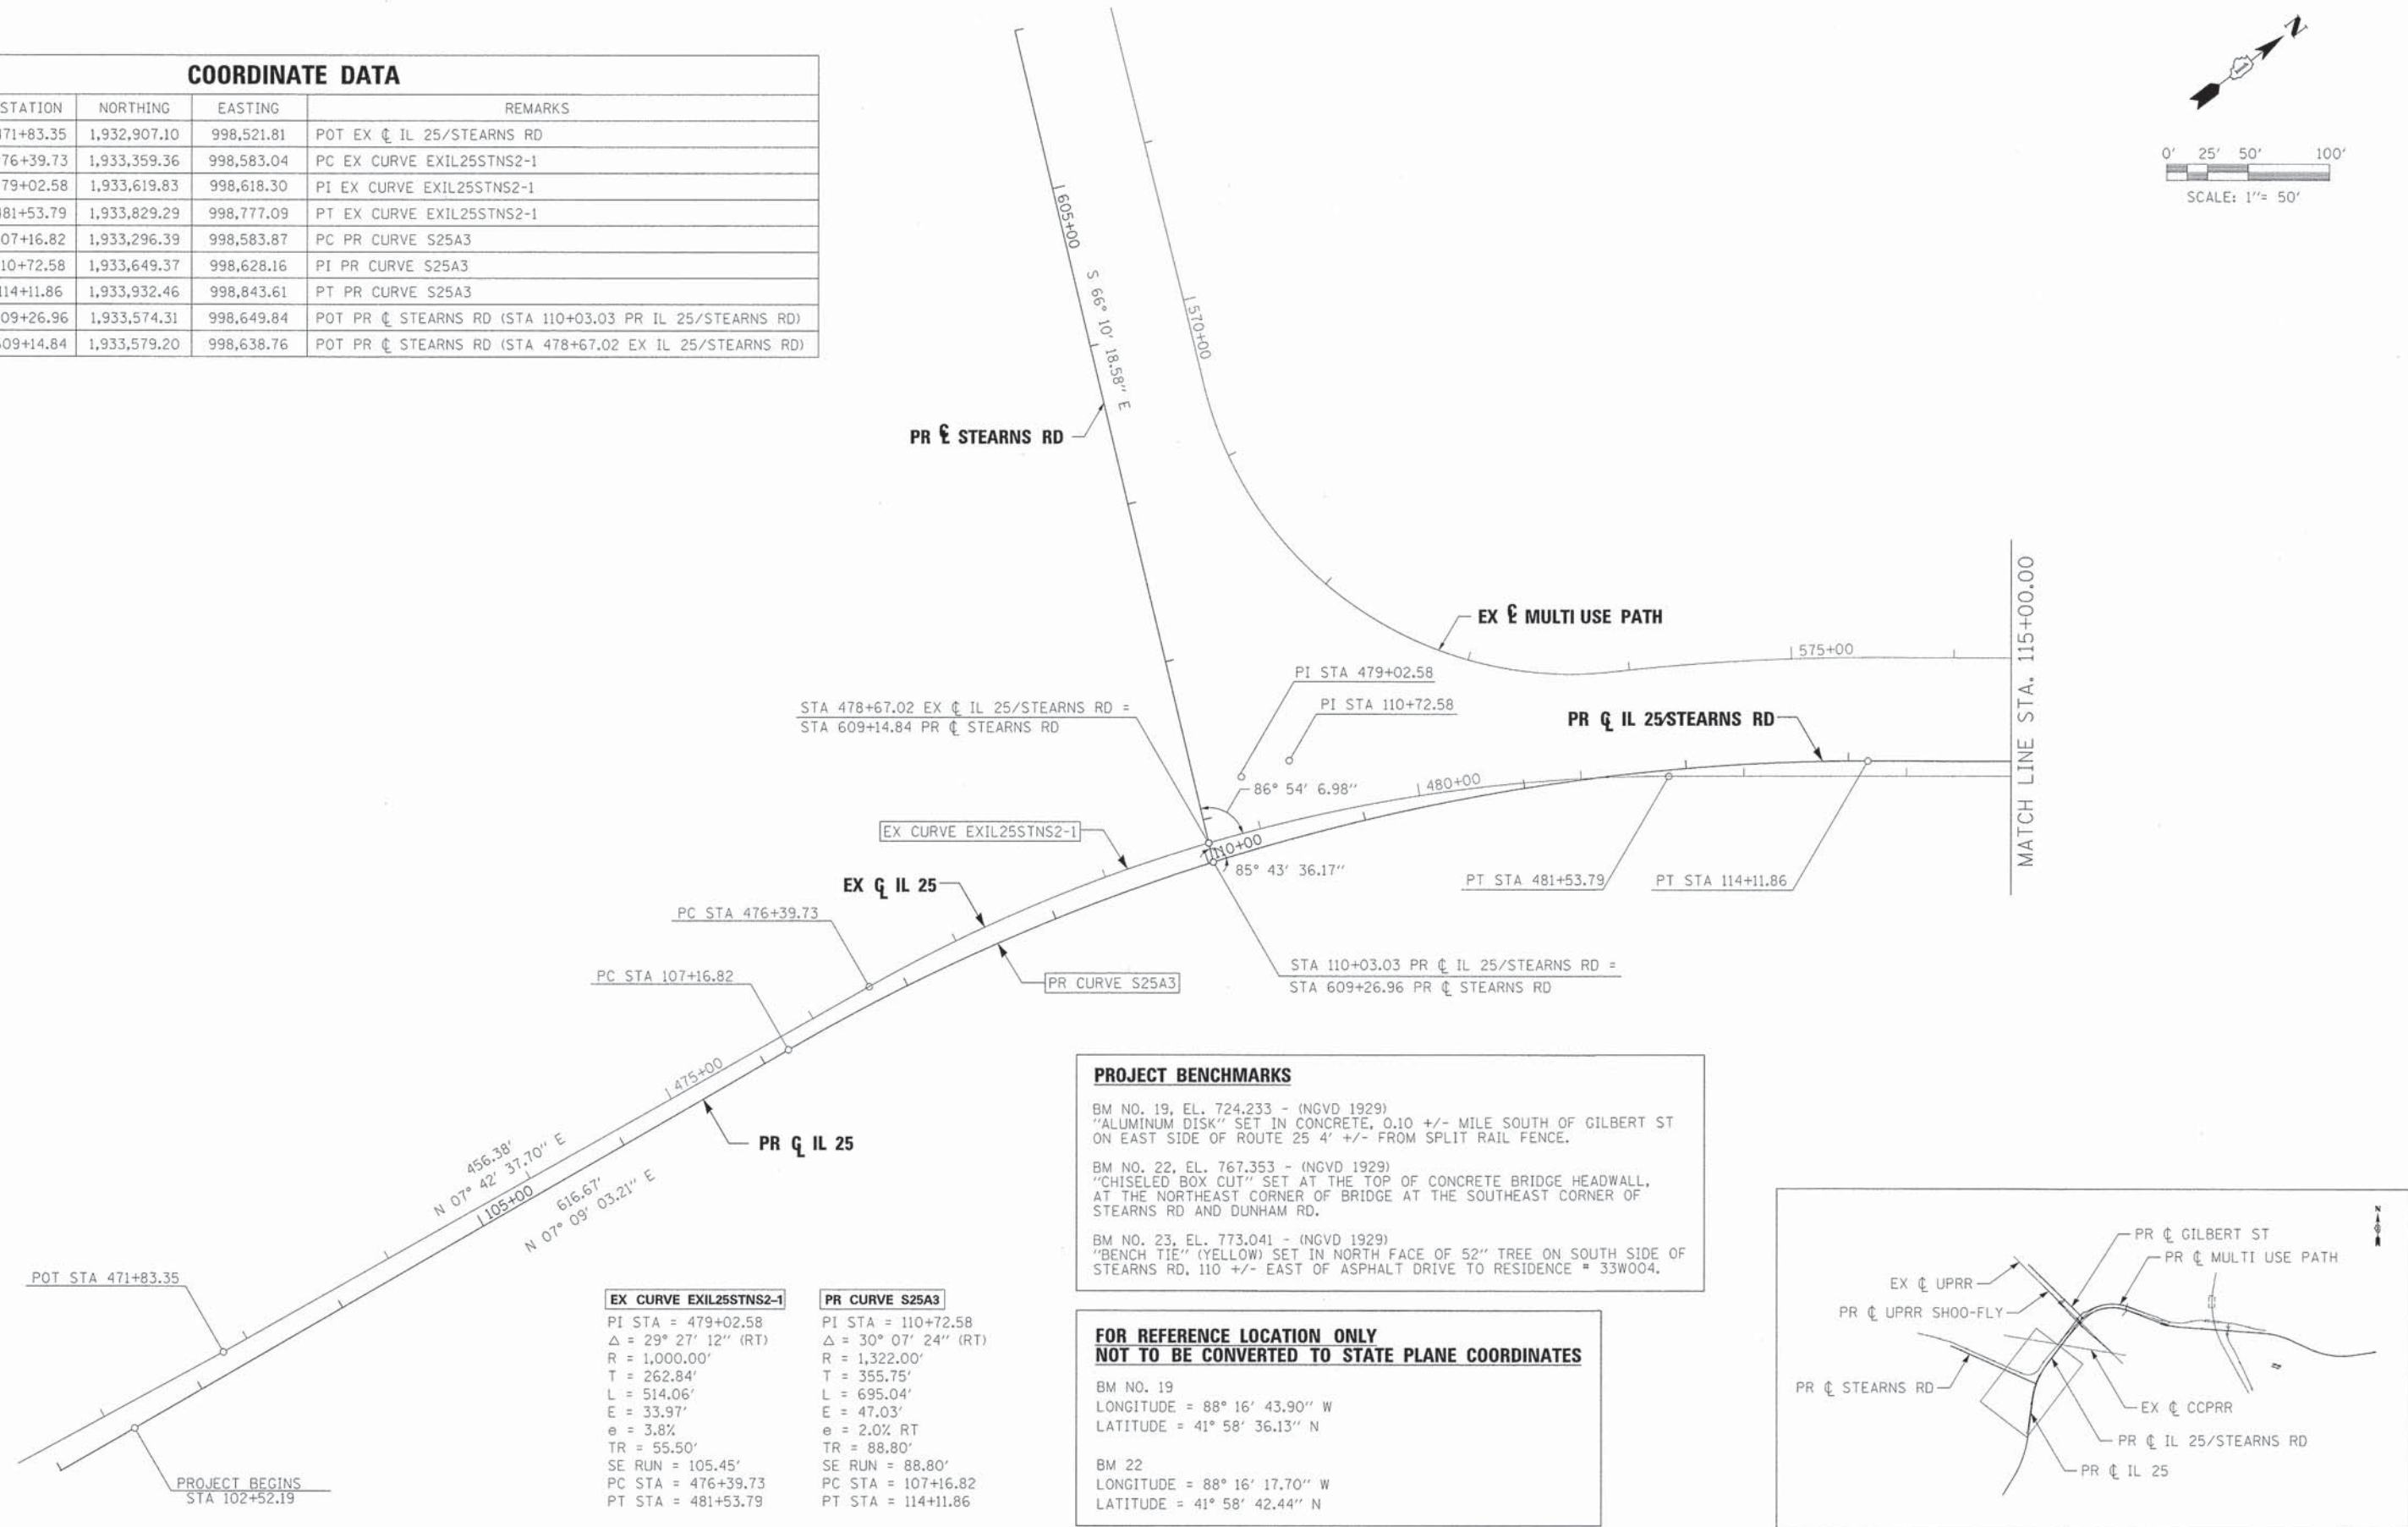 COORDINATE DATA
STATION NORTHING EASTING REMARKS
71+83.35 1,932,907.10 998,521.81 POT EX ℄ IL 25/STEARNS RD
76+39.73 1,933,359.36 998,583.04 PC EX CURVE EXIL25STNS2-1
79+02.58 1,933,619.83 998,618.30 PI EX CURVE EXIL25STNS2-1
81+53.79 1,933,829.29 998,777.09 PT EX CURVE EXIL25STNS2-1
07+16.82 1,933,296.39 998,583.87 PC PR CURVE S25A3
10+72.58 1,933,649.37 998,628.16 PI PR CURVE S25A3
14+11.86 1,933,932.46 998,843.61 PT PR CURVE S25A3
09+26.96 1,933,574.31 998,649.84 POT PR ℄ STEARNS RD (STA 110+03.03 PR IL 25/STEARNS RD)
09+14.84 1,933,579.20 998,638.76 POT PR ℄ STEARNS RD (STA 478+67.02 EX IL 25/STEARNS RD)
N
0' 25' 50' 100'
SCALE: 1"= 50'
605+00
S 66° 10' 18.58" E
570+00
PR ℄ STEARNS RD
EX ℄ MULTI USE PATH
575+00
MATCH LINE STA. 115+00.00
PI STA 479+02.58
PI STA 110+72.58
STA 478+67.02 EX ℄ IL 25/STEARNS RD =
STA 609+14.84 PR ℄ STEARNS RD
PR ℄ IL 25/STEARNS RD
480+00
86° 54' 6.98"
EX CURVE EXIL25STNS2-1
110+00
85° 43' 36.17"
EX ℄ IL 25
PT STA 481+53.79
PT STA 114+11.86
PC STA 476+39.73
PC STA 107+16.82
STA 110+03.03 PR ℄ IL 25/STEARNS RD =
STA 609+26.96 PR ℄ STEARNS RD
PR CURVE S25A3
475+00
PR ℄ IL 25
456.38'
N 07° 42' 37.70" E
105+00
616.67'
N 07° 09' 03.21" E
POT STA 471+83.35
PROJECT BEGINS
STA 102+52.19
EX CURVE EXIL25STNS2-1
PI STA = 479+02.58
Δ = 29° 27' 12" (RT)
R = 1,000.00'
T = 262.84'
L = 514.06'
E = 33.97'
e = 3.8%
TR = 55.50'
SE RUN = 105.45'
PC STA = 476+39.73
PT STA = 481+53.79
PR CURVE S25A3
PI STA = 110+72.58
Δ = 30° 07' 24" (RT)
R = 1,322.00'
T = 355.75'
L = 695.04'
E = 47.03'
e = 2.0% RT
TR = 88.80'
SE RUN = 88.80'
PC STA = 107+16.82
PT STA = 114+11.86
PROJECT BENCHMARKS
BM NO. 19, EL. 724.233 - (NGVD 1929)
"ALUMINUM DISK" SET IN CONCRETE, 0.10 +/- MILE SOUTH OF GILBERT ST
ON EAST SIDE OF ROUTE 25 4' +/- FROM SPLIT RAIL FENCE.
BM NO. 22, EL. 767.353 - (NGVD 1929)
"CHISELED BOX CUT" SET AT THE TOP OF CONCRETE BRIDGE HEADWALL,
AT THE NORTHEAST CORNER OF BRIDGE AT THE SOUTHEAST CORNER OF
STEARNS RD AND DUNHAM RD.
BM NO. 23, EL. 773.041 - (NGVD 1929)
"BENCH TIE" (YELLOW) SET IN NORTH FACE OF 52" TREE ON SOUTH SIDE OF
STEARNS RD, 110 +/- EAST OF ASPHALT DRIVE TO RESIDENCE # 33W004.
FOR REFERENCE LOCATION ONLY
NOT TO BE CONVERTED TO STATE PLANE COORDINATES
BM NO. 19
LONGITUDE = 88° 16' 43.90" W
LATITUDE = 41° 58' 36.13" N
BM 22
LONGITUDE = 88° 16' 17.70" W
LATITUDE = 41° 58' 42.44" N
N
PR ℄ GILBERT ST
PR ℄ MULTI USE PATH
EX ℄ UPRR
PR ℄ UPRR SHOO-FLY
PR ℄ STEARNS RD
EX ℄ CCPRR
PR ℄ IL 25/STEARNS RD
PR ℄ IL 25